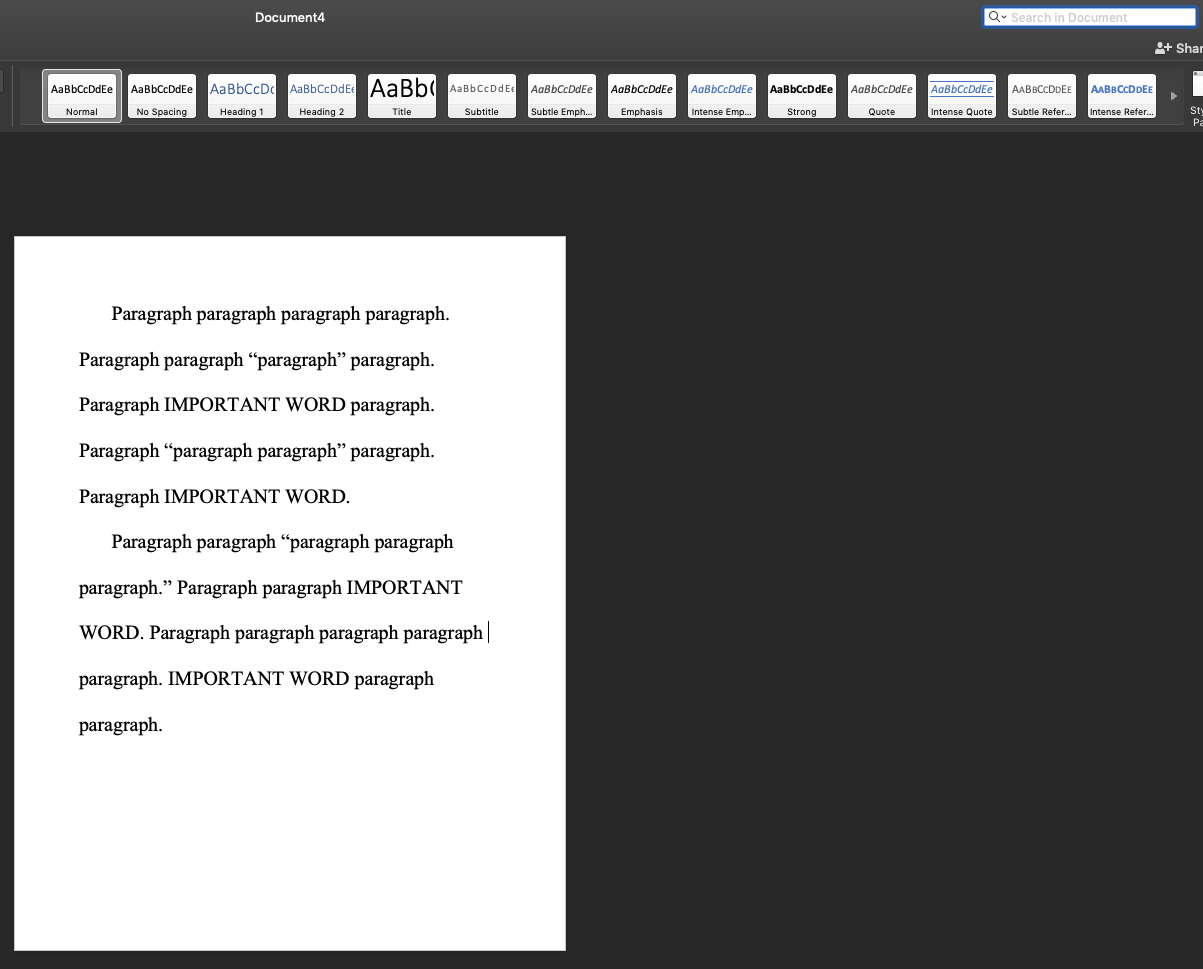 Document4
Search in Document
Shar
AaBbCcDdEe AaBbCcDdEe AaBbCcDc AaBbCcDdEe AaBb( AaBbCcDdEe AaBbCcDdEe AaBbCcDdEe AaBbCcDdEe AaBbCcDdEe AaBbCcDdEe AaBbCcDdEe AaBbCcDdEe AaBbCcDdEe
Normal No Spacing Heading 1 Heading 2 Title Subtitle Subtle Emph... Emphasis Intense Emp... Strong Quote Intense Quote Subtle Refer... Intense Refer... Sty
Pa
Paragraph paragraph paragraph paragraph.
Paragraph paragraph “paragraph” paragraph.
Paragraph IMPORTANT WORD paragraph.
Paragraph “paragraph paragraph” paragraph.
Paragraph IMPORTANT WORD.
Paragraph paragraph “paragraph paragraph
paragraph.” Paragraph paragraph IMPORTANT
WORD. Paragraph paragraph paragraph paragraph
paragraph. IMPORTANT WORD paragraph
paragraph.